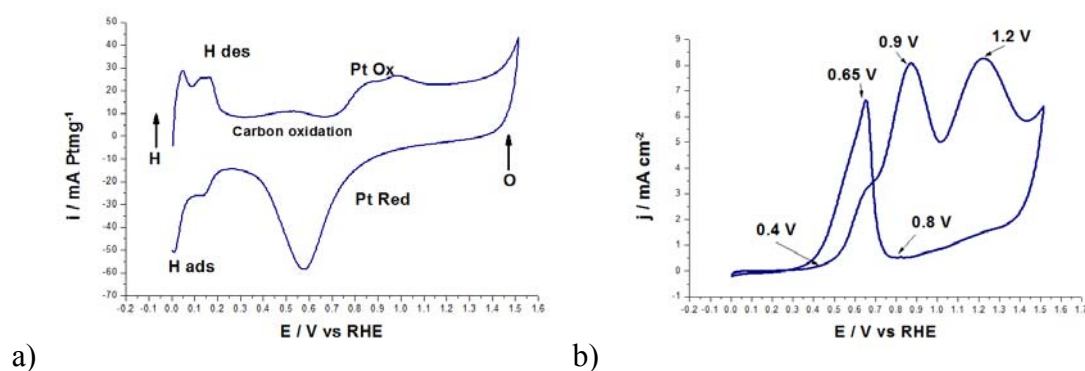 50
40
30
20
10
0
-10
-20
-30
-40
-50
-60
-70
i / mA Ptmg⁻¹
H des
Pt Ox
Carbon oxidation
H
O
Pt Red
H ads
-0.2 -0.1 0.0 0.1 0.2 0.3 0.4 0.5 0.6 0.7 0.8 0.9 1.0 1.1 1.2 1.3 1.4 1.5 1.6
E / V vs RHE
a)
9
8
7
6
5
4
3
2
1
0
-1
j / mA cm⁻²
1.2 V
0.9 V
0.65 V
0.4 V
0.8 V
-0.2 -0.1 0.0 0.1 0.2 0.3 0.4 0.5 0.6 0.7 0.8 0.9 1.0 1.1 1.2 1.3 1.4 1.5 1.6 1.7
E / V vs RHE
b)